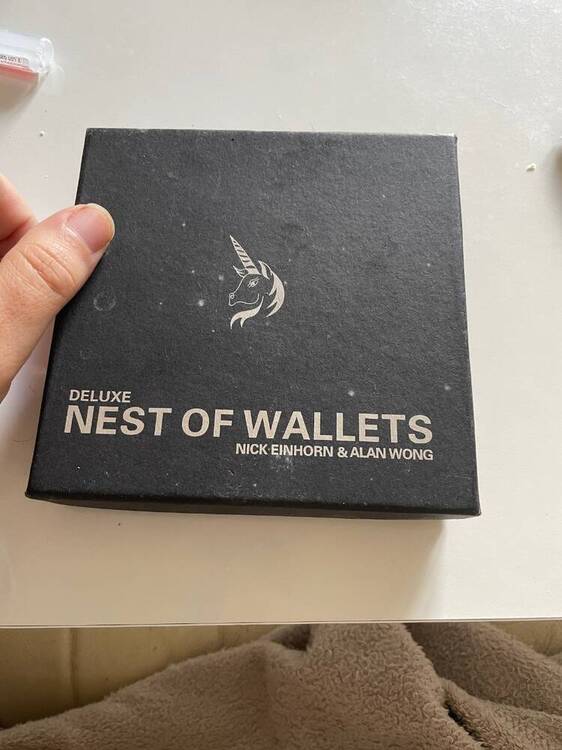 DELUXE
NEST OF WALLETS
NICK EINHORN & ALAN WONG